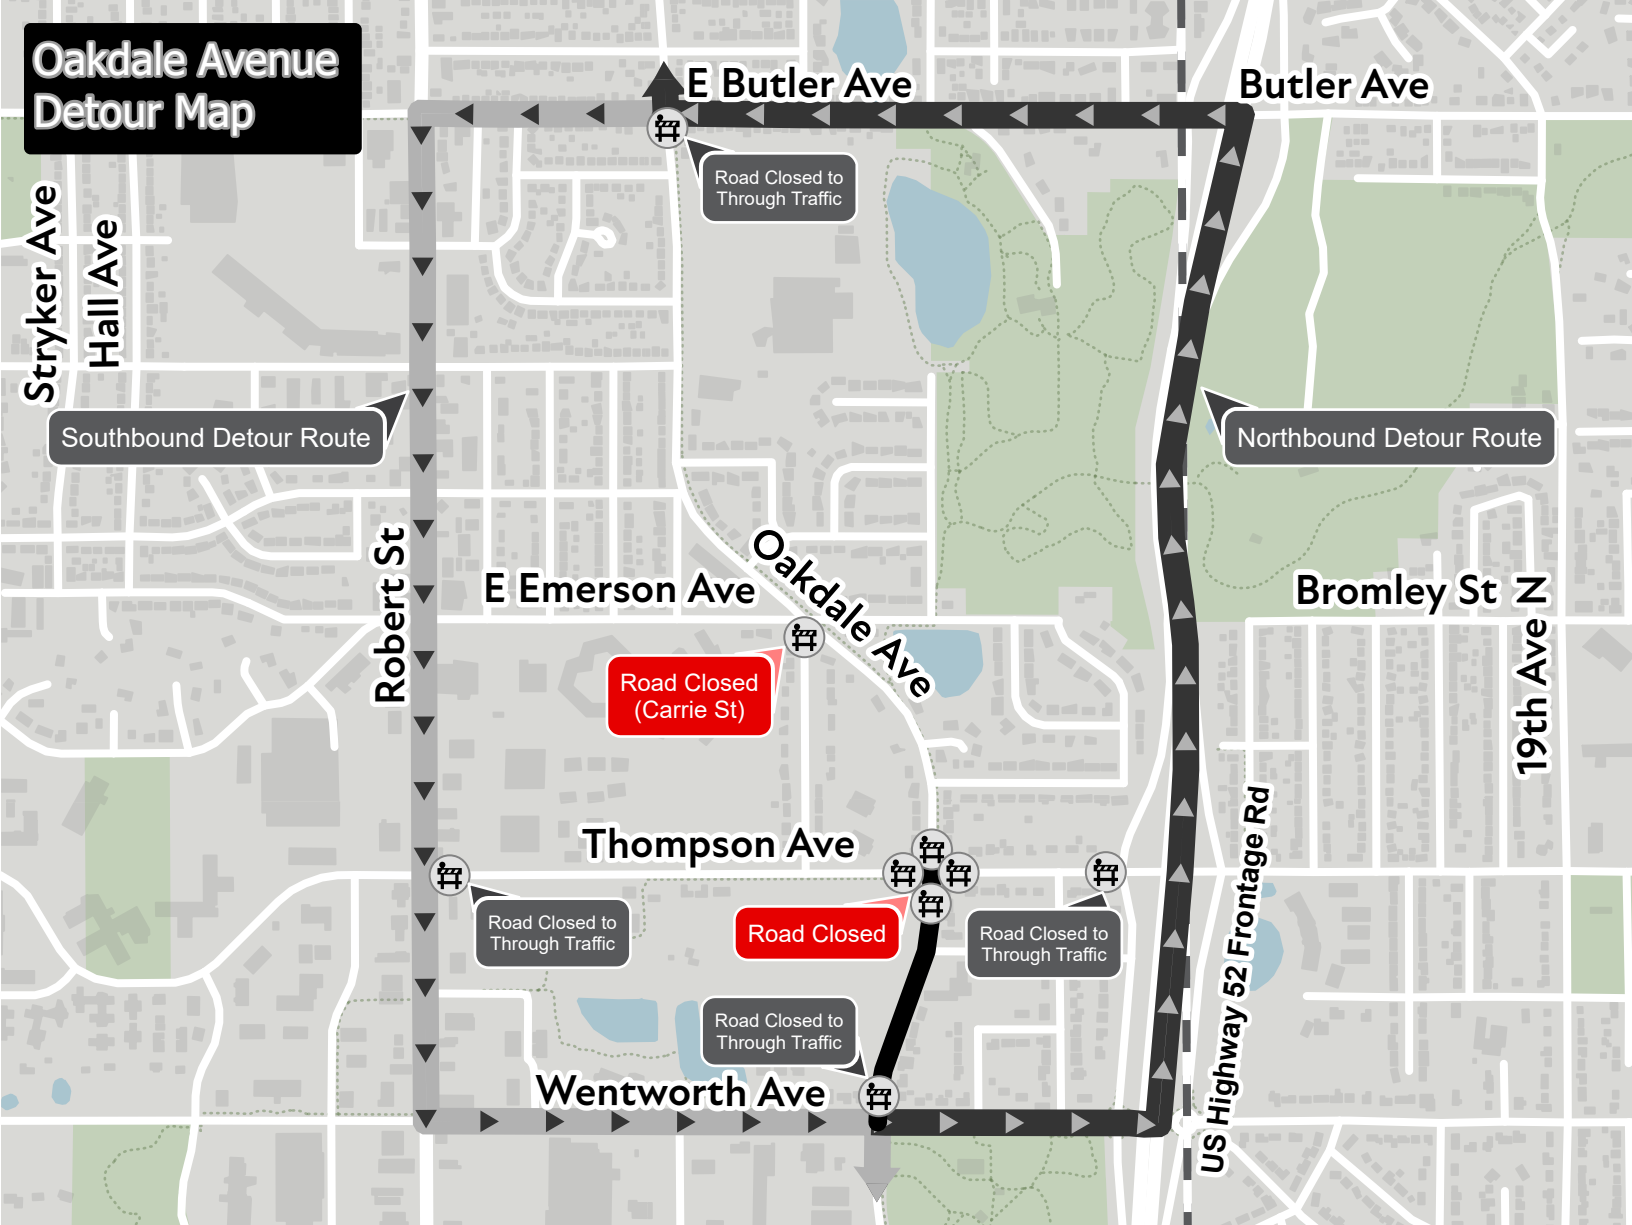 Oakdale Avenue
Detour Map
E Butler Ave
Butler Ave
Road Closed to
Through Traffic
Stryker Ave
Hall Ave
Southbound Detour Route
Northbound Detour Route
Robert St
E Emerson Ave
Oakdale Ave
Bromley St
19th Ave N
Road Closed
(Carrie St)
Thompson Ave
US Highway 52 Frontage Rd
Road Closed to
Through Traffic
Road Closed
Road Closed to
Through Traffic
Road Closed to
Through Traffic
Wentworth Ave